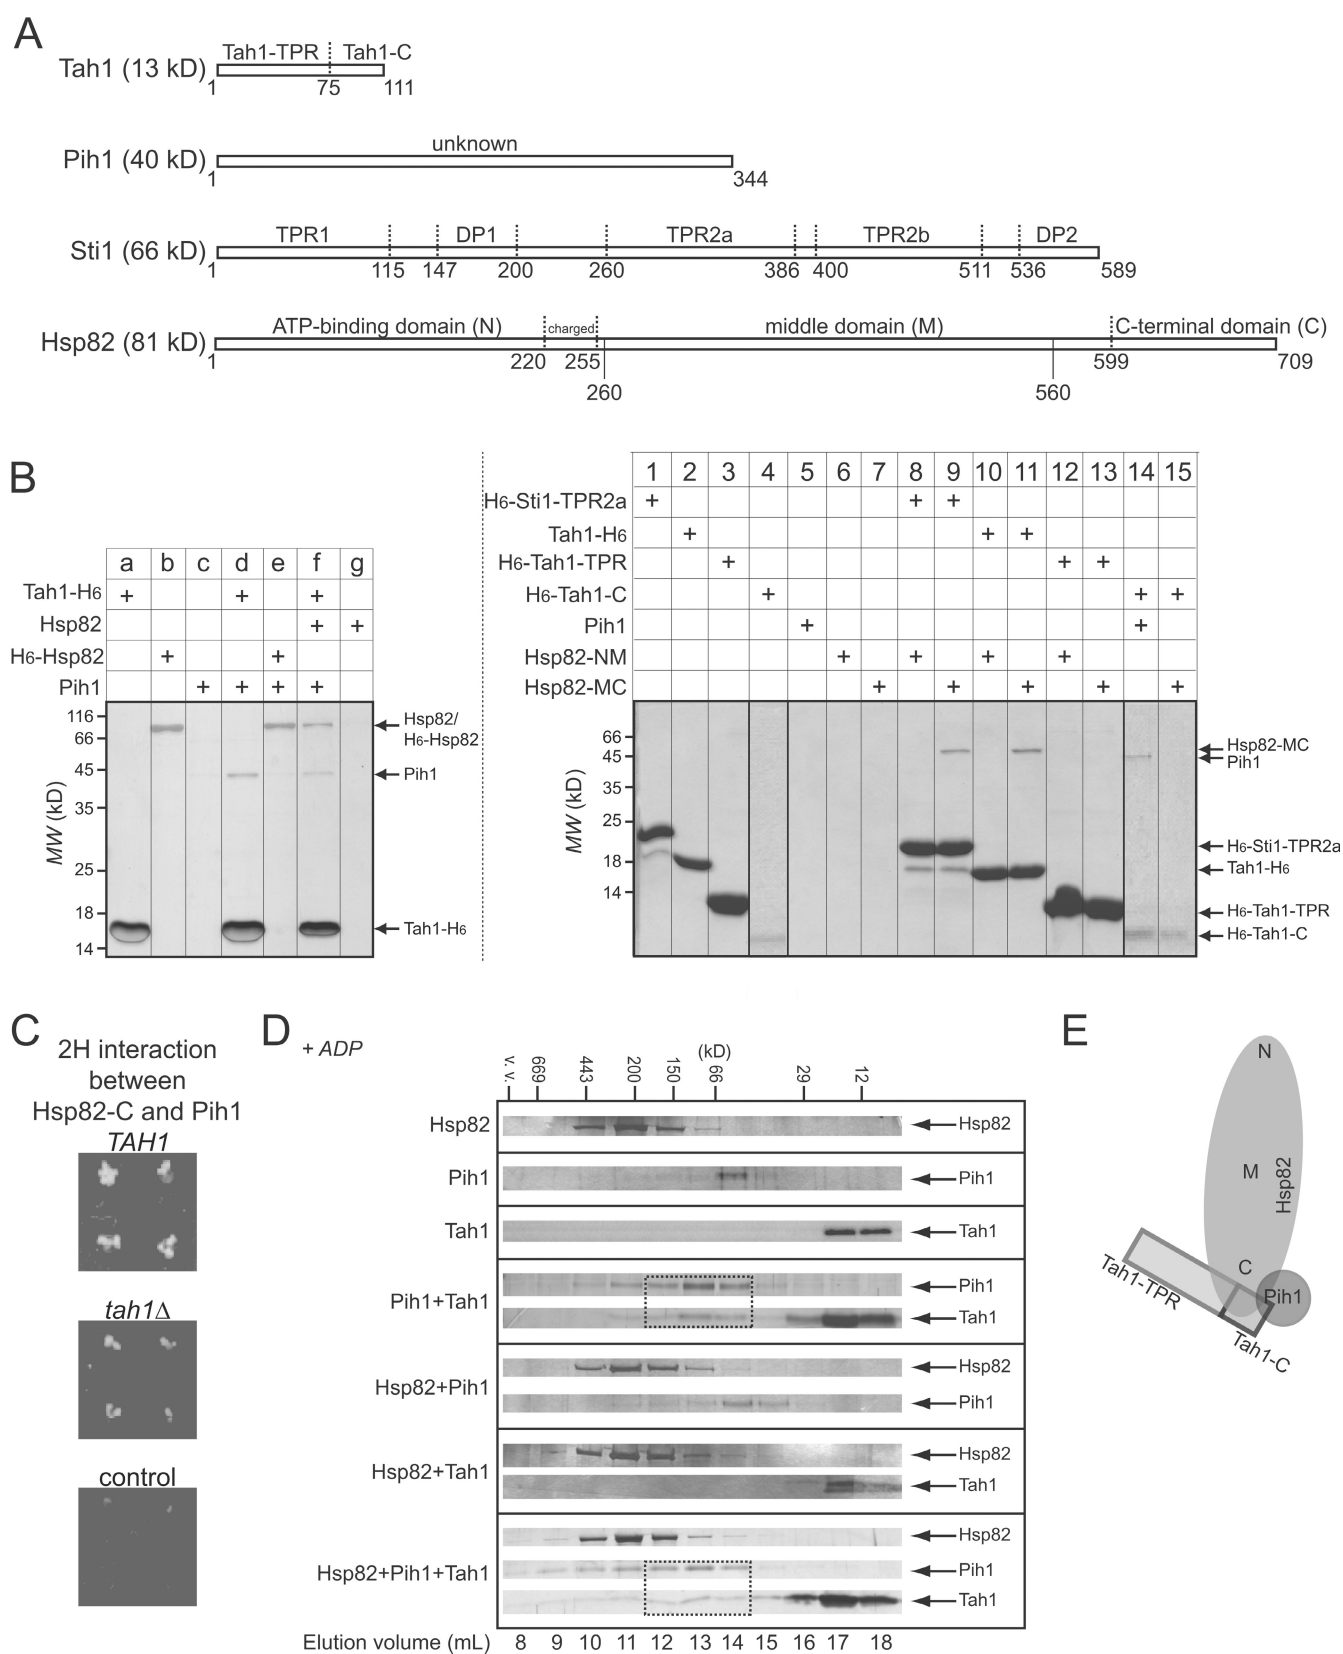 A
Tah1-TPR Tah1-C
Tah1 (13 kD)
1 75 111
unknown
Pih1 (40 kD)
1 344
TPR1 DP1 TPR2a TPR2b DP2
Sti1 (66 kD)
1 115 147 200 260 386 400 511 536 589
ATP-binding domain (N) charged middle domain (M) C-terminal domain (C)
Hsp82 (81 kD)
1 220 255 599 709
260 560
B
a b c d e f g
Tah1-H6 + + +
Hsp82 + +
H6-Hsp82 + +
Pih1 + + + +
116
66
45
35
25
18
14
MW (kD)
Hsp82/
H6-Hsp82
Pih1
Tah1-H6
1 2 3 4 5 6 7 8 9 10 11 12 13 14 15
H6-Sti1-TPR2a + + +
Tah1-H6 + + +
H6-Tah1-TPR + + +
H6-Tah1-C + + +
Pih1 + +
Hsp82-NM + + + +
Hsp82-MC + + + + +
66
45
35
25
18
14
MW (kD)
Hsp82-MC
Pih1
H6-Sti1-TPR2a
Tah1-H6
H6-Tah1-TPR
H6-Tah1-C
C
2H interaction
between
Hsp82-C and Pih1
TAH1
tah1Δ
control
D
+ ADP
(kD)
v. v. 669 443 200 150 66 29 12
Hsp82 Hsp82
Pih1 Pih1
Tah1 Tah1
Pih1+Tah1
Pih1
Tah1
Hsp82+Pih1
Hsp82
Pih1
Hsp82+Tah1
Hsp82
Tah1
Hsp82+Pih1+Tah1
Hsp82
Pih1
Tah1
Elution volume (mL) 8 9 10 11 12 13 14 15 16 17 18
E
N
M
Hsp82
C
Pih1
Tah1-TPR
Tah1-C